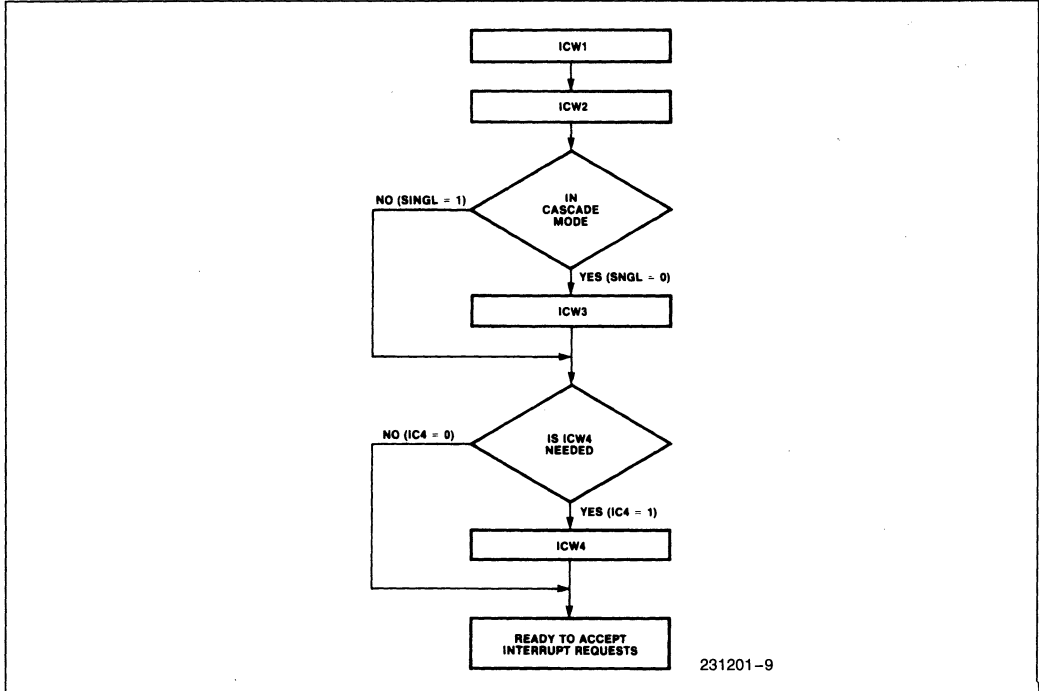 ICW1
ICW2
IN
CASCADE
MODE
NO (SINGL = 1)
YES (SNGL = 0)
ICW3
IS ICW4
NEEDED
NO (IC4 = 0)
YES (IC4 = 1)
ICW4
READY TO ACCEPT
INTERRUPT REQUESTS
231201-9